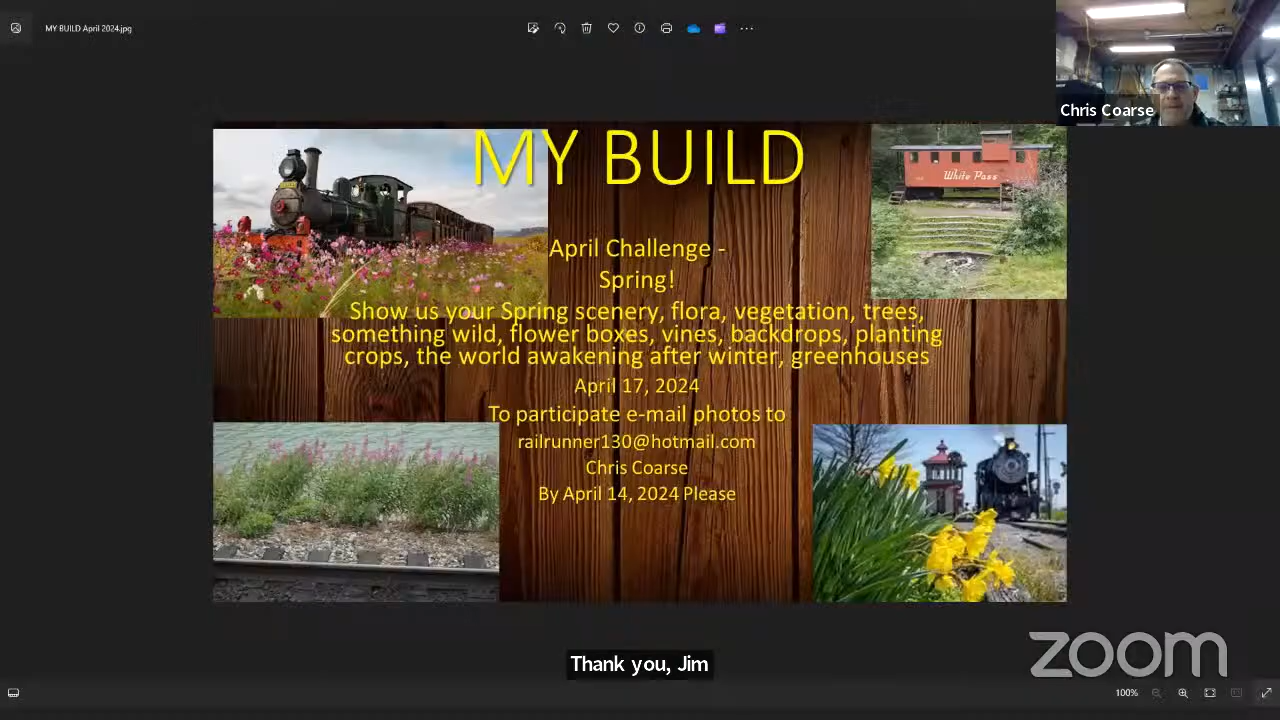 MY BUILD April 2024.jpg
Chris Coarse
MY BUILD
White Pass
April Challenge -
Spring!
Show us your Spring scenery, flora, vegetation, trees,
something wild, flower boxes, vines, backdrops, planting
crops, the world awakening after winter, greenhouses
April 17, 2024
To participate e-mail photos to
railrunner130@hotmail.com
Chris Coarse
By April 14, 2024 Please
Thank you, Jim
zoom
100%